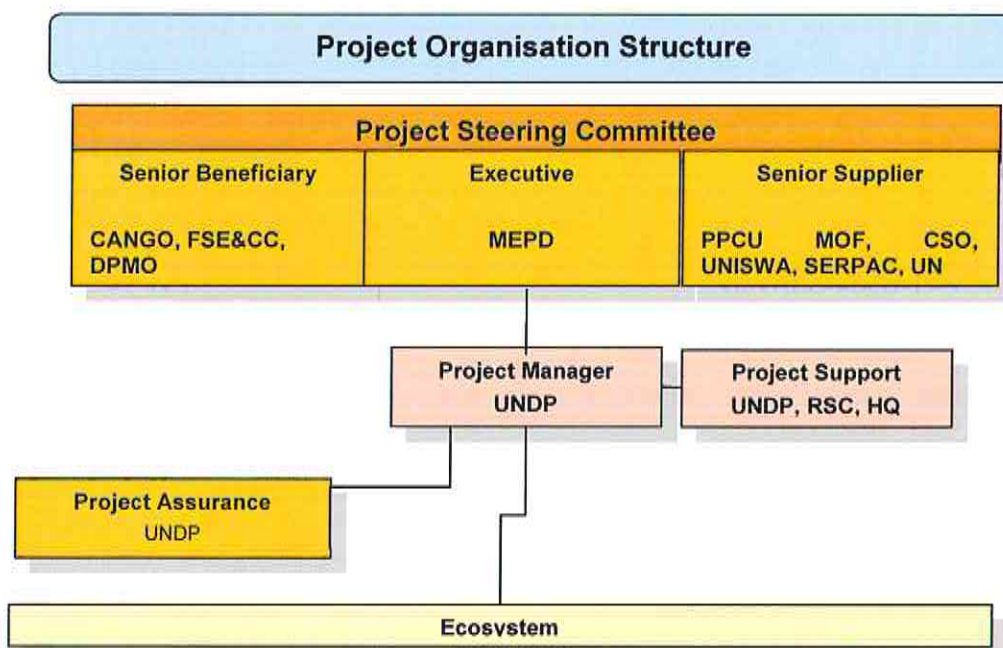 Project Organisation Structure
Project Steering Committee
Senior Beneficiary
CANGO, FSE&CC,
DPMO
Executive
MEPD
Senior Supplier
PPCU MOF, CSO,
UNISWA, SERPAC, UN
Project Manager
UNDP
Project Support
UNDP, RSC, HQ
Project Assurance
UNDP
Ecosystem